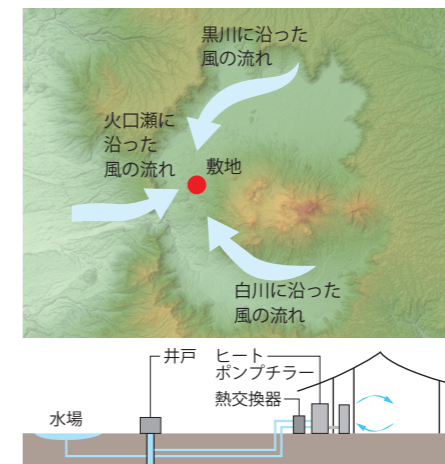 黒川に沿った
風の流れ
火口瀬に
沿った
風の流れ
敷地
白川に沿った
風の流れ
井戸
ヒート
ポンプチラー
熱交換器
水場